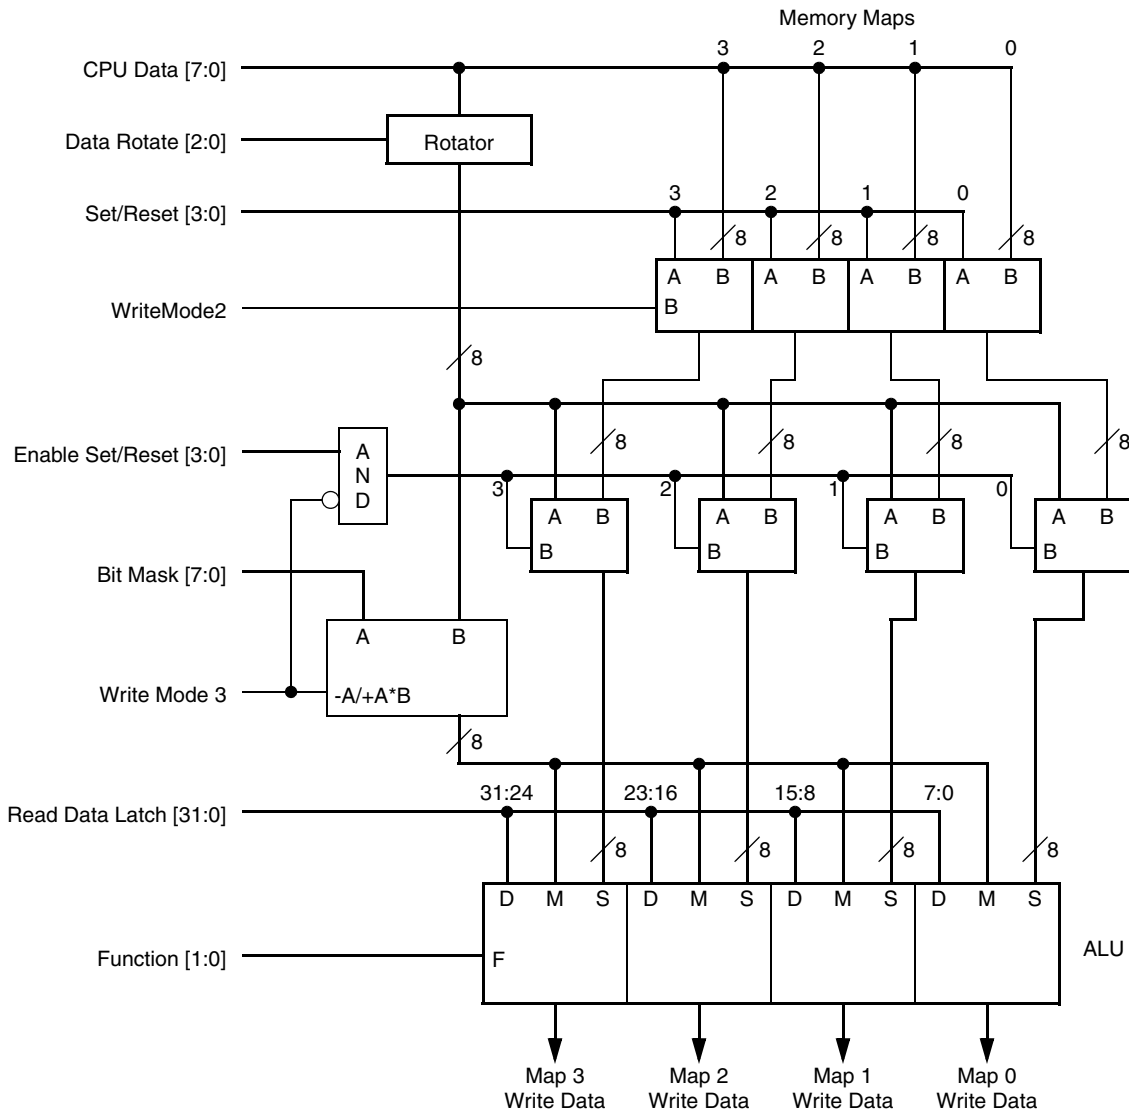 Memory Maps
3 2 1 0
CPU Data [7:0]
Data Rotate [2:0]
Rotator
3 2 1 0
Set/Reset [3:0]
8 8 8 8
A B A B A B A B
WriteMode2
B
8
8 8 8 8
Enable Set/Reset [3:0]
A
N
D
3 2 1 0
A B A B A B A B
B B B B
Bit Mask [7:0]
A B
Write Mode 3
-A/+A*B
8
31:24 23:16 15:8 7:0
Read Data Latch [31:0]
8 8 8 8
D M S D M S D M S D M S
ALU
Function [1:0]
F
Map 3 Map 2 Map 1 Map 0
Write Data Write Data Write Data Write Data